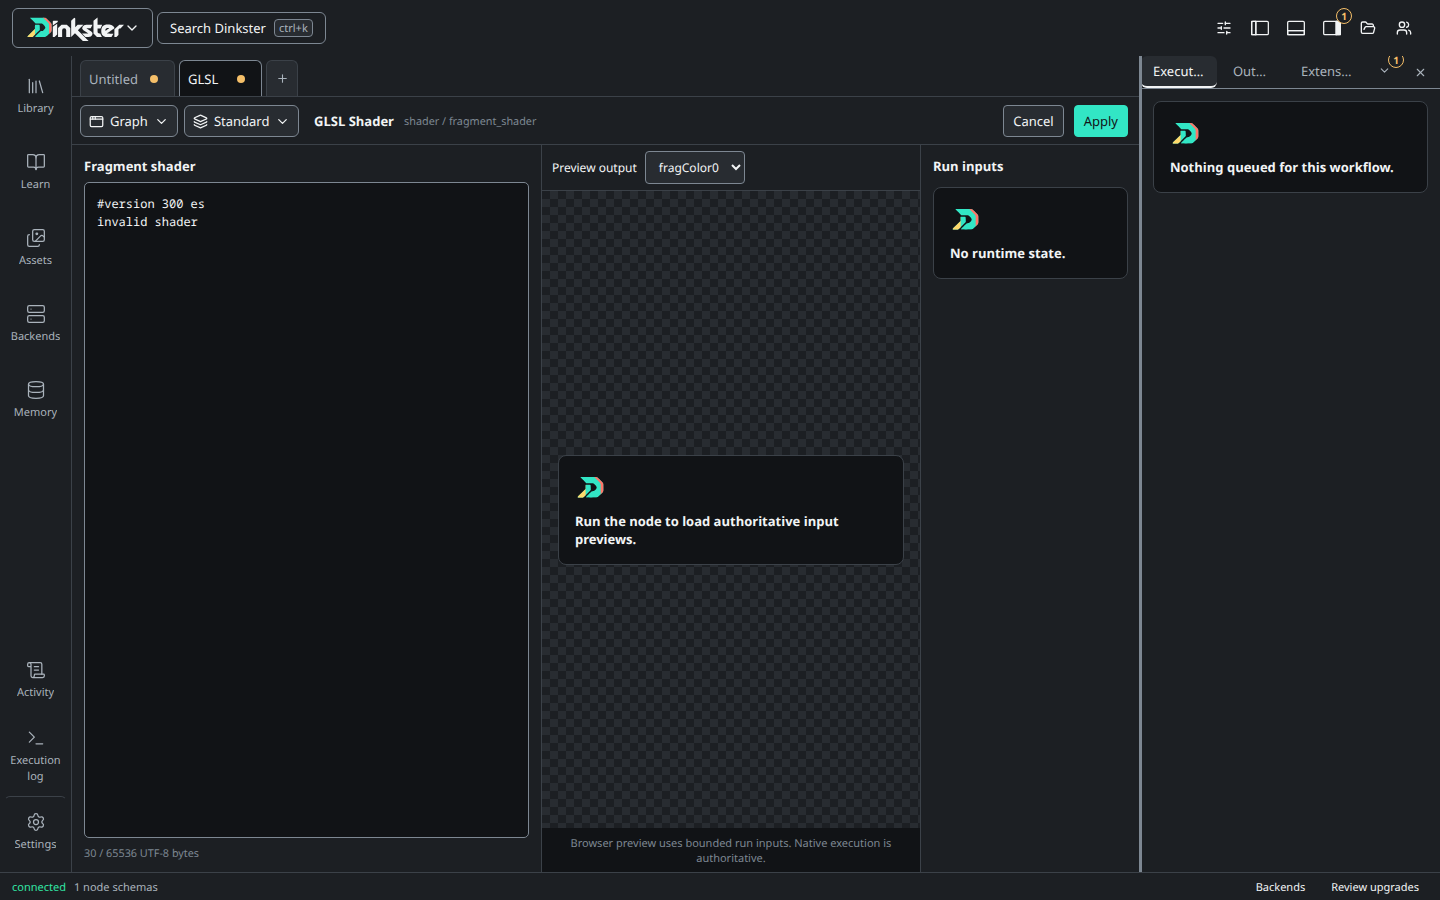 Dinkster
Search Dinkster ctrl+k
1
Library
Learn
Assets
Backends
Memory
Activity
Execution
log
Settings
Untitled
GLSL
+
Graph
Standard
GLSL Shader
shader / fragment_shader
Cancel
Apply
Fragment shader
#version 300 es
invalid shader
30 / 65536 UTF-8 bytes
Preview output
fragColor0
Run the node to load authoritative input
previews.
Browser preview uses bounded run inputs. Native execution is
authoritative.
Run inputs
No runtime state.
Execut...
Out...
Extens...
1
Nothing queued for this workflow.
connected
1 node schemas
Backends
Review upgrades